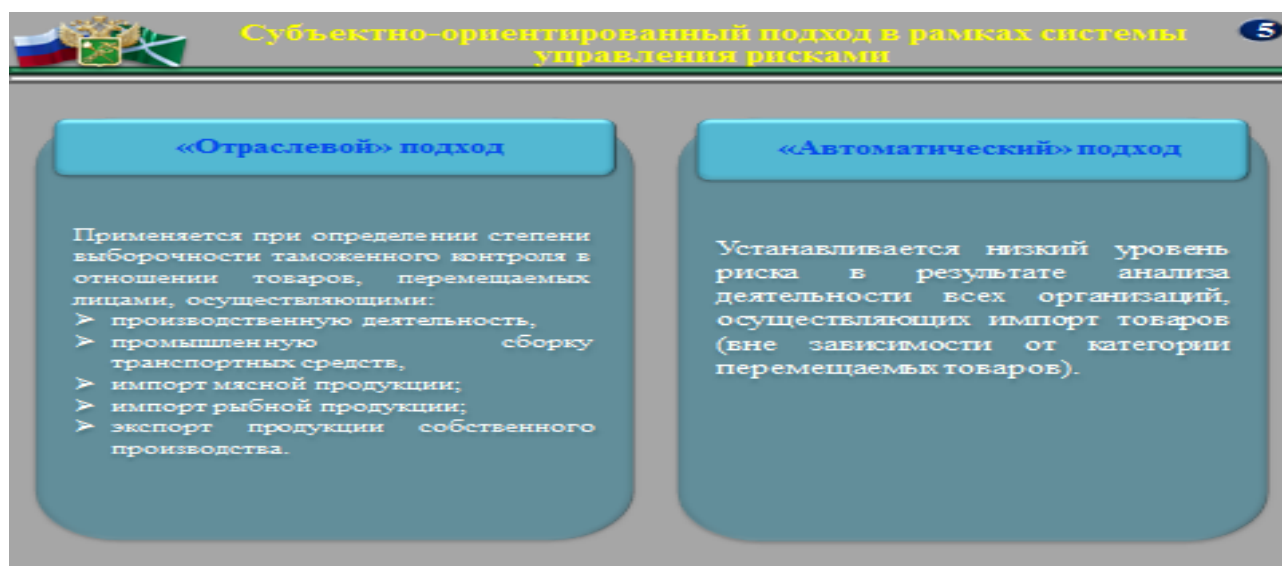 Субъектно-ориентированный подход в рамках системы
управления рисками
5
«Отраслевой» подход
Применяется при определении степени
выборочности таможенного контроля в
отношении товаров, перемещаемых
лицами, осуществляющими:
➢ производственную деятельность,
➢ промышленную сборку
транспортных средств,
➢ импорт мясной продукции;
➢ импорт рыбной продукции;
➢ экспорт продукции собственного
производства.
«Автоматический» подход
Устанавливается низкий уровень
риска в результате анализа
деятельности всех организаций,
осуществляющих импорт товаров
(вне зависимости от категории
перемещаемых товаров).